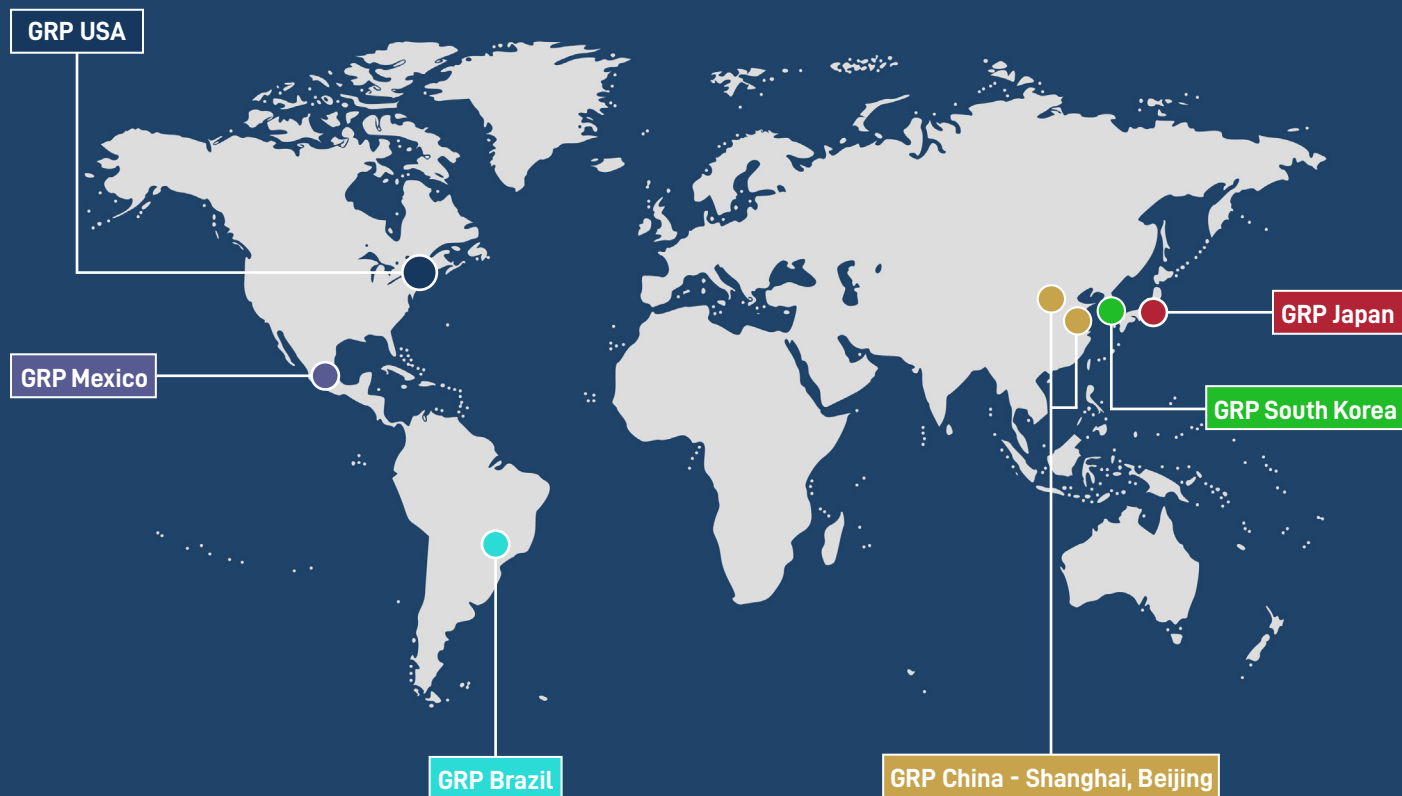 GRP USA
GRP Japan
GRP Mexico
GRP South Korea
GRP Brazil
GRP China - Shanghai, Beijing